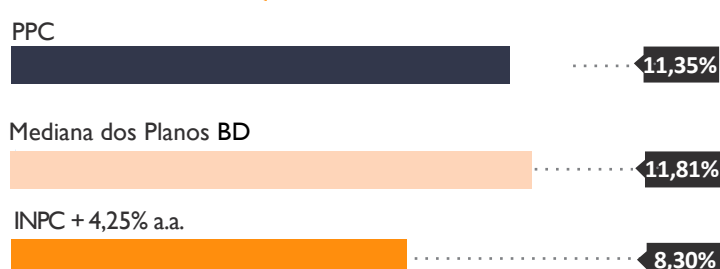 PPC
11,35%
Mediana dos Planos BD
11,81%
INPC + 4,25% a.a.
8,30%